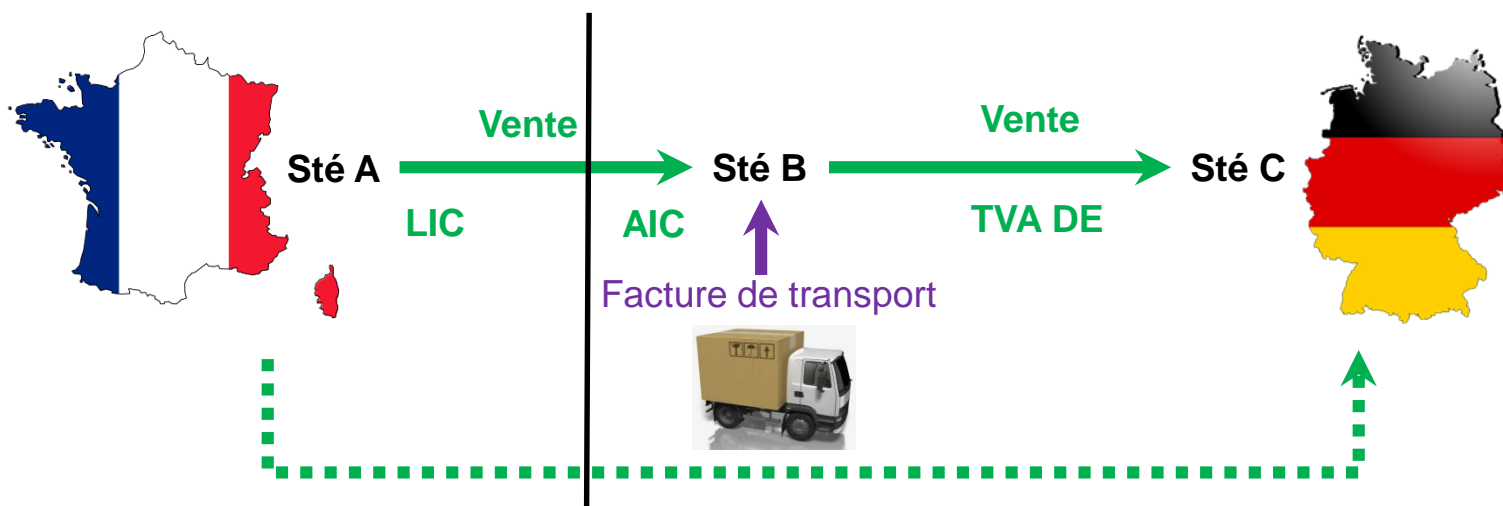 Vente
Vente
Sté A
Sté B
Sté C
LIC
AIC
TVA DE
Facture de transport